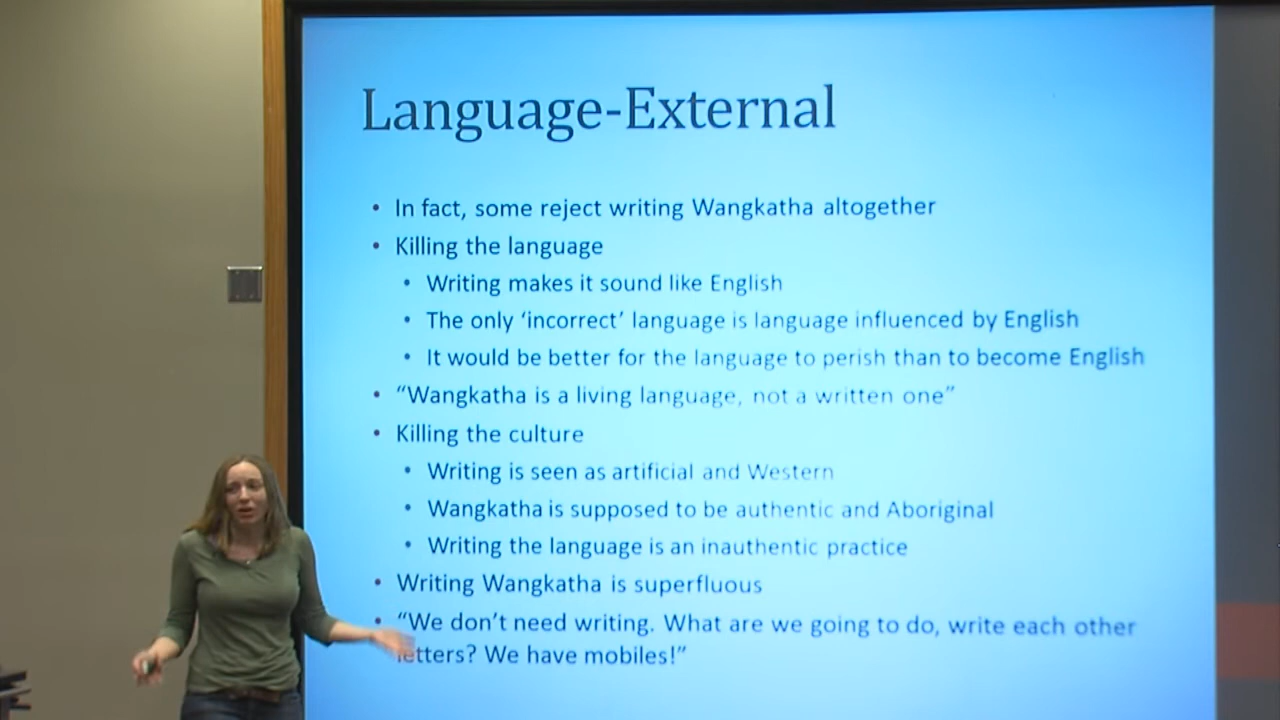 Language-External
• In fact, some reject writing Wangkatha altogether
• Killing the language
• Writing makes it sound like English
• The only ‘incorrect’ language is language influenced by English
• It would be better for the language to perish than to become English
• “Wangkatha is a living language, not a written one”
• Killing the culture
• Writing is seen as artificial and Western
• Wangkatha is supposed to be authentic and Aboriginal
• Writing the language is an inauthentic practice
• Writing Wangkatha is superfluous
• “We don’t need writing. What are we going to do, write each other
letters? We have mobiles!”